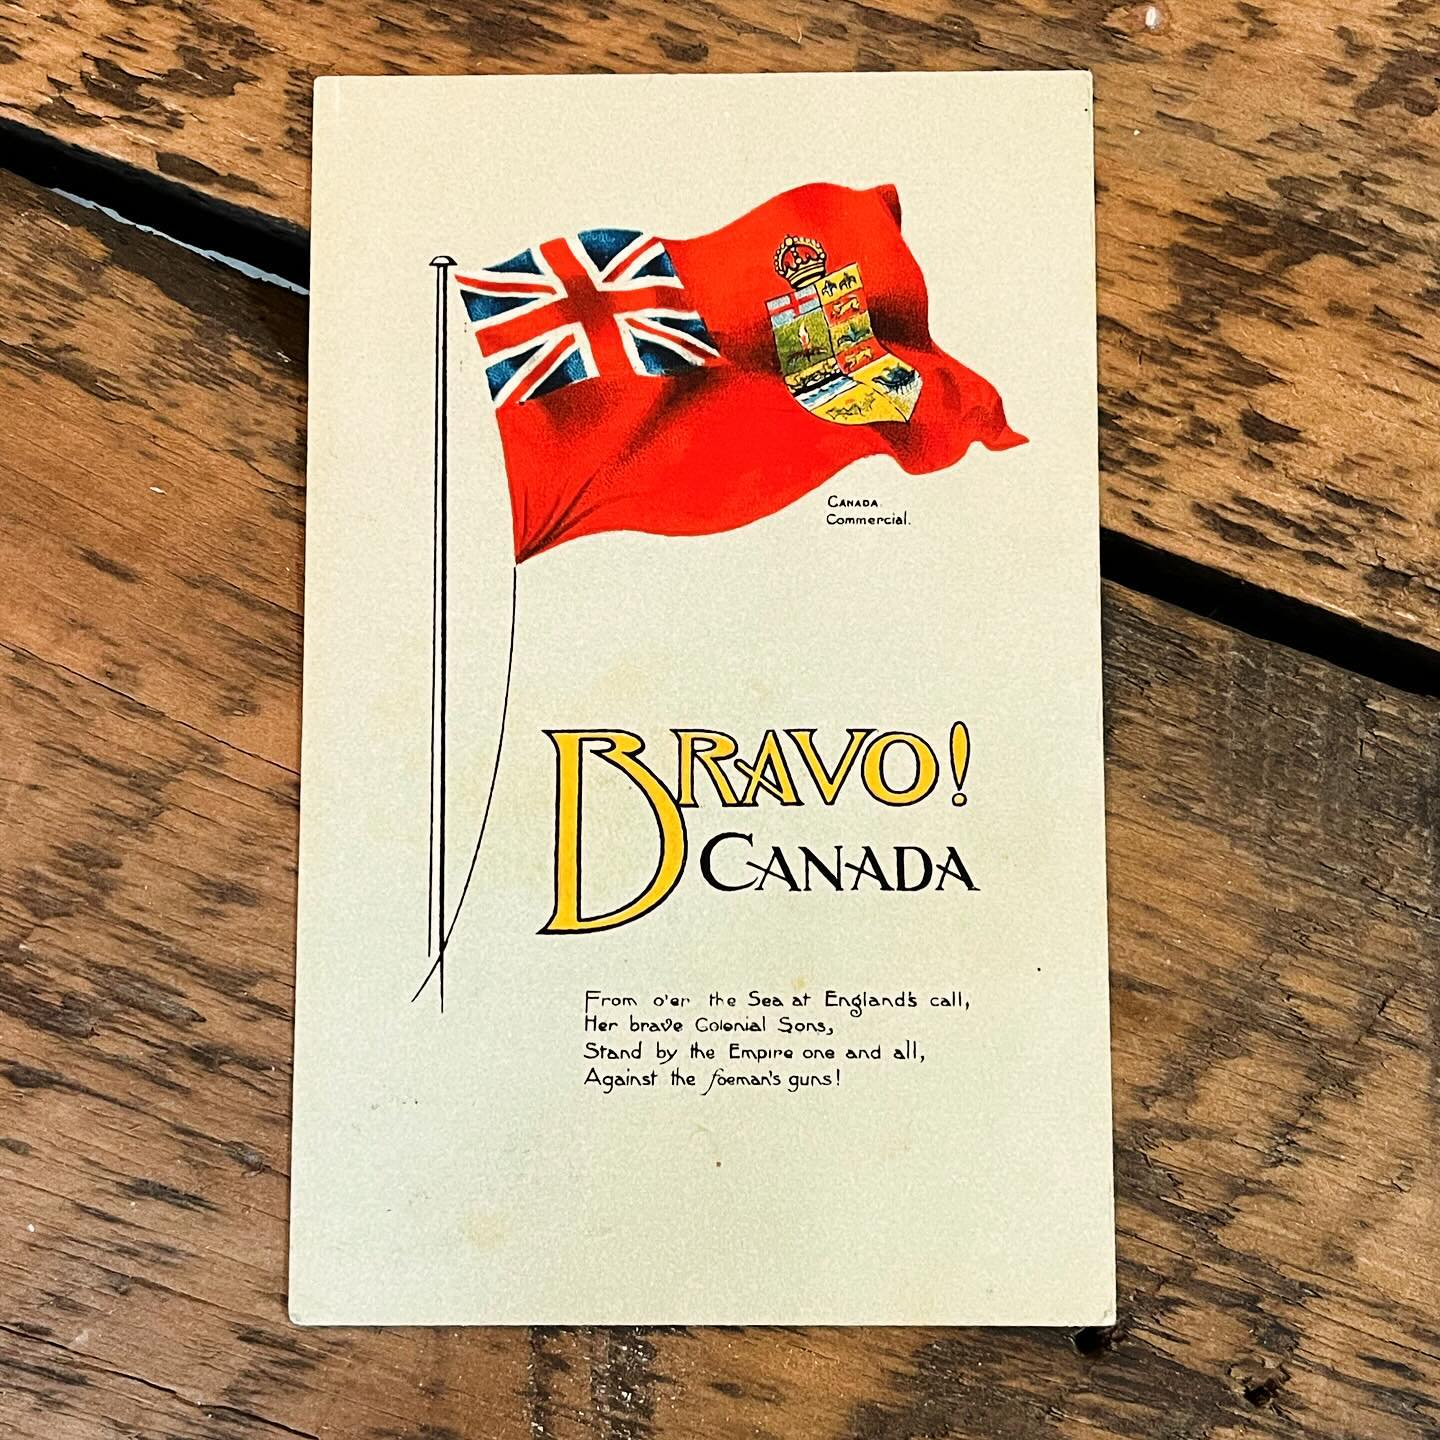 CANADA.
Commercial.
BRAVO!
CANADA
From o'er the Sea at England's call,
Her brave Colonial Sons,
Stand by the Empire one and all,
Against the foeman's guns!